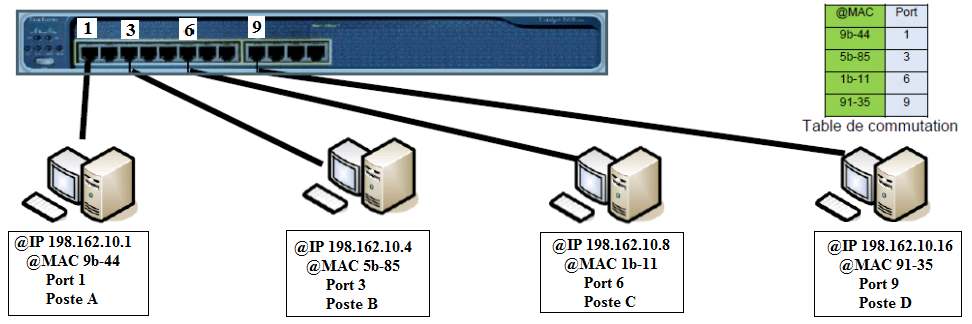 1 3 6 9
@MAC Port
9b-44 1
5b-85 3
1b-11 6
91-35 9
Table de commutation
@IP 198.162.10.1
@MAC 9b-44
Port 1
Poste A
@IP 198.162.10.4
@MAC 5b-85
Port 3
Poste B
@IP 198.162.10.8
@MAC 1b-11
Port 6
Poste C
@IP 198.162.10.16
@MAC 91-35
Port 9
Poste D